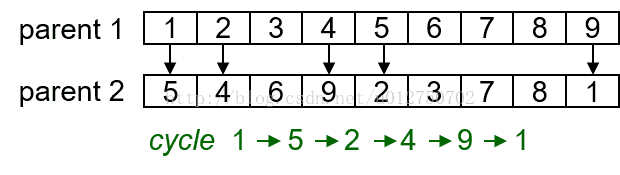 parent 1 1 2 3 4 5 6 7 8 9
parent 2 5 4 6 9 2 3 7 8 1
cycle 1 → 5 → 2 → 4 → 9 → 1